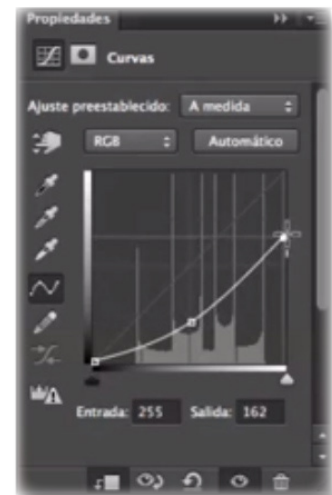 Propiedades
Curvas
Ajuste preestablecido: A medida
RGB Automático
Entrada: 255 Salida: 162